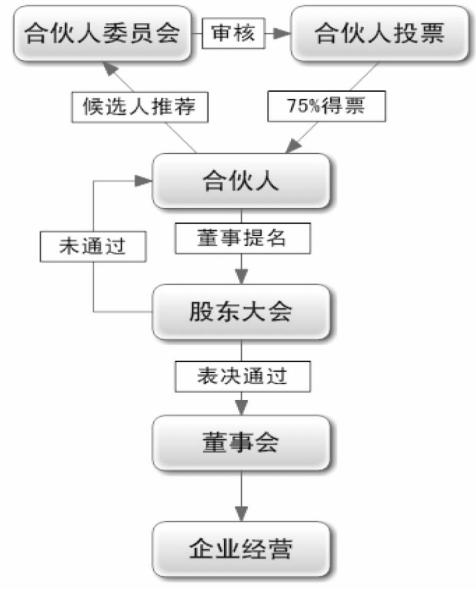 合伙人委员会
审核
合伙人投票
候选人推荐
75%得票
合伙人
未通过
董事提名
股东大会
表决通过
董事会
企业经营